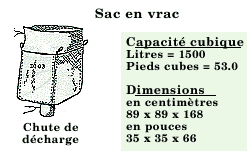 Sac en vrac
Capacité cubique
Litres = 1500
Pieds cubes = 53.0
Dimensions
en centimètres
89 x 89 x 168
en pouces
35 x 35 x 66
Chute de
décharge